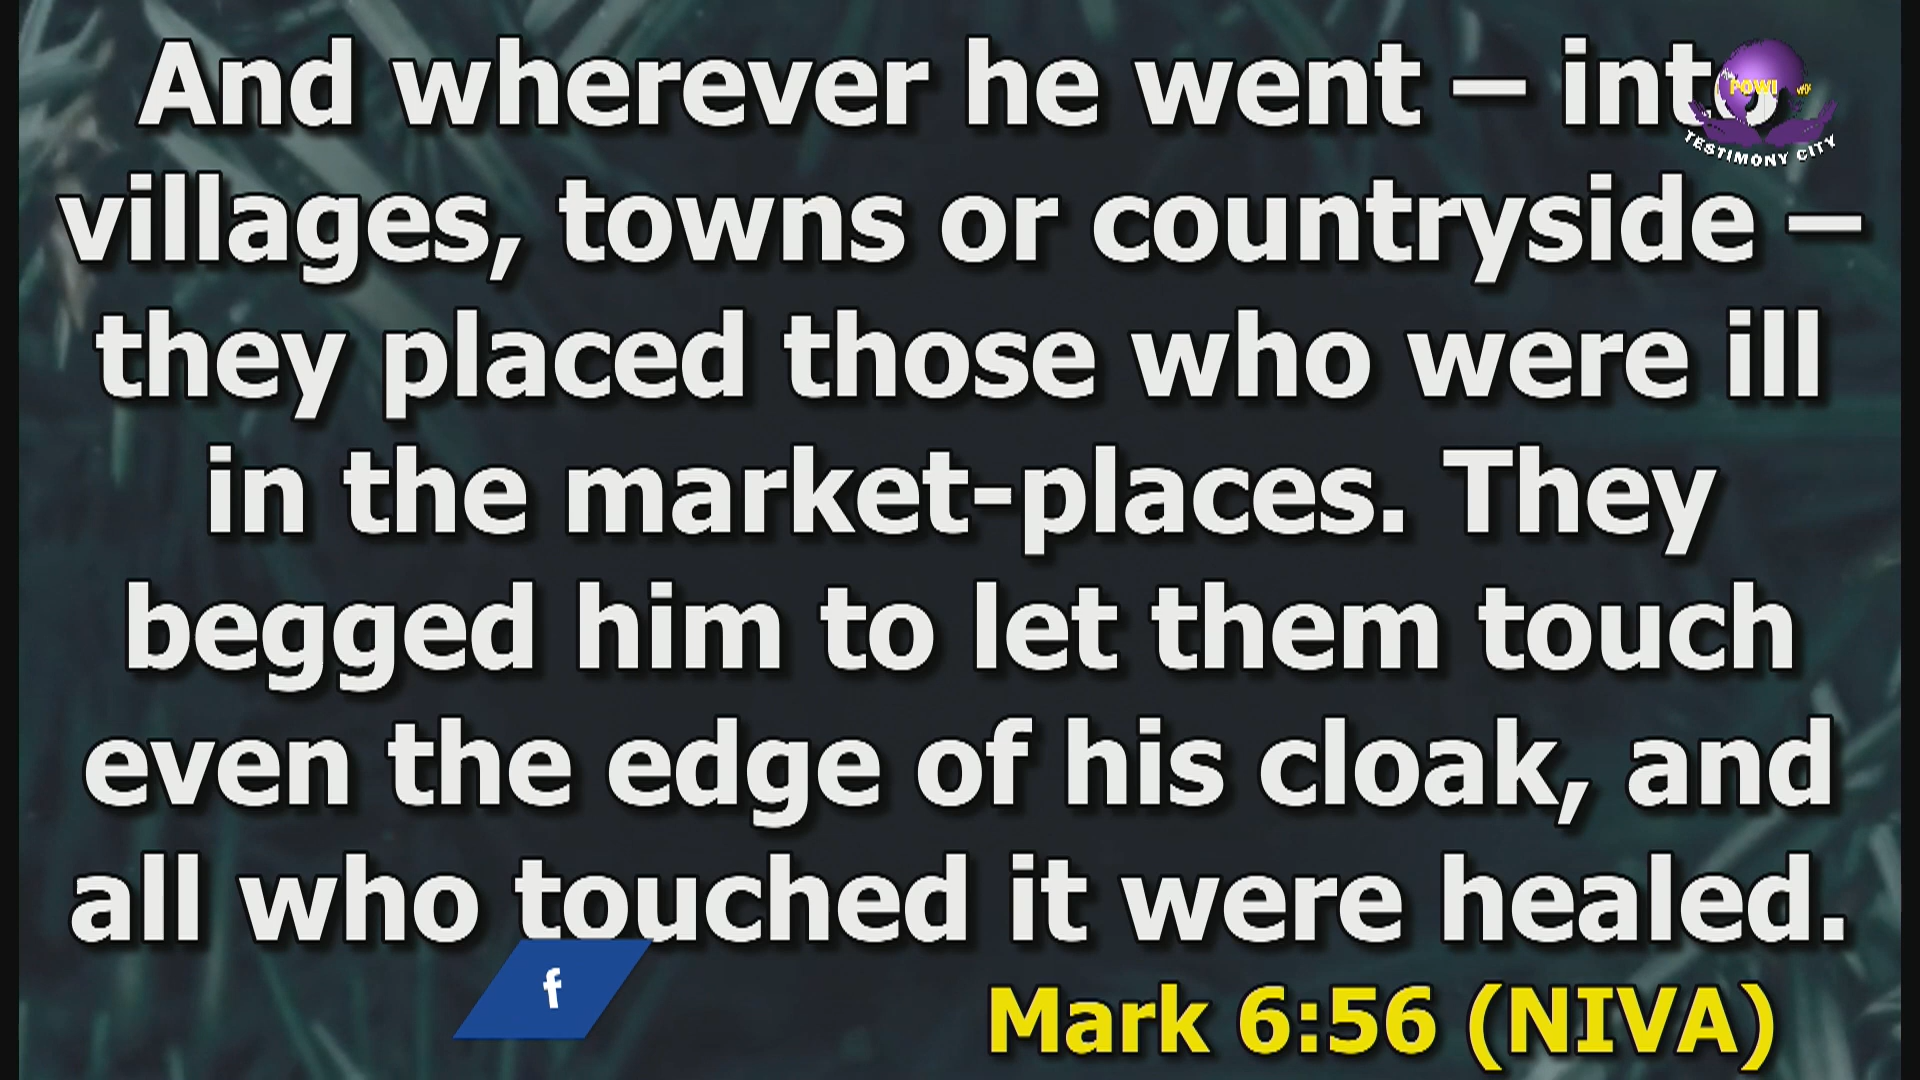 And wherever he went – into
villages, towns or countryside –
they placed those who were ill
in the market-places. They
begged him to let them touch
even the edge of his cloak, and
all who touched it were healed.
Mark 6:56 (NIVA)
POWI
TESTIMONY CITY
f